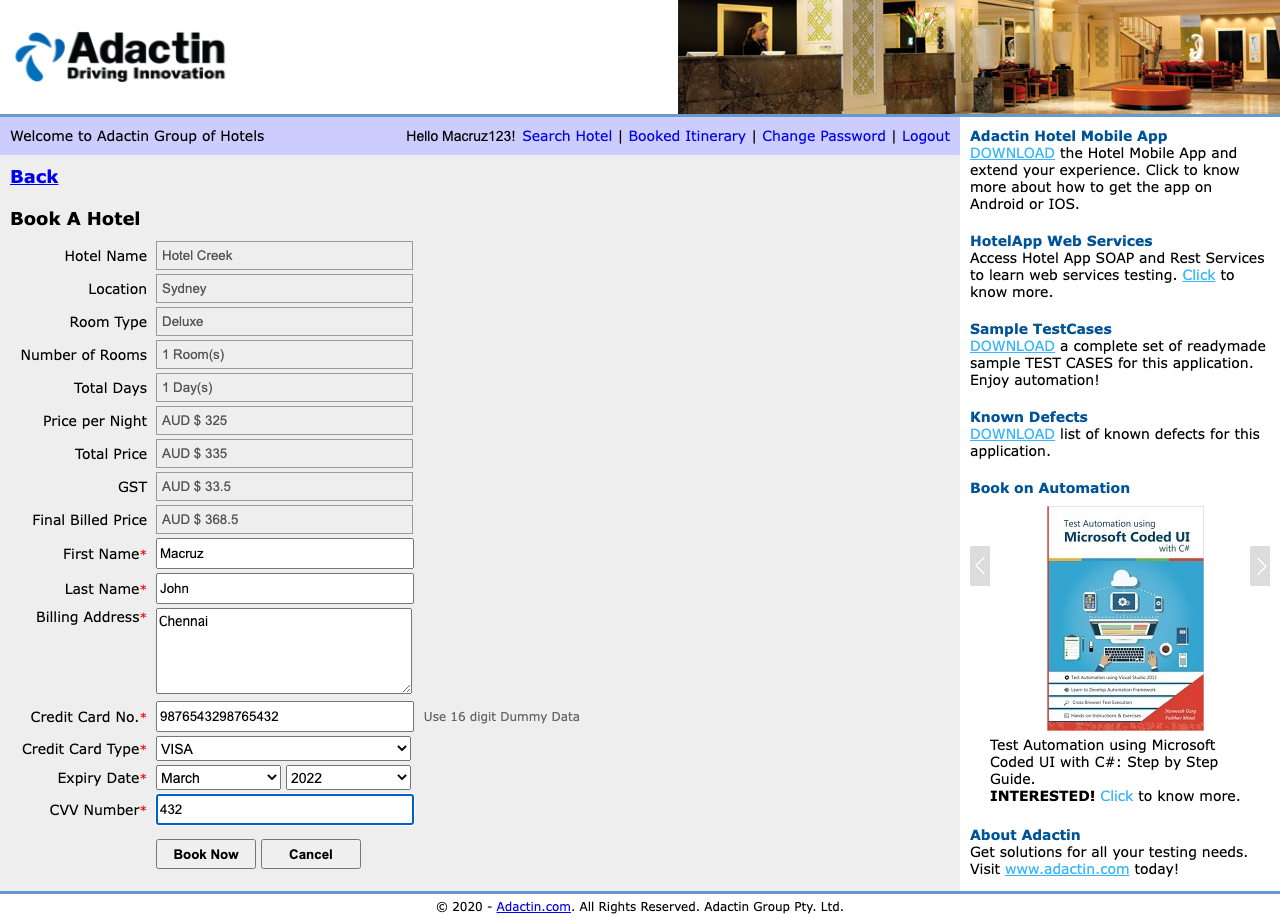 Adactin
Driving Innovation
Welcome to Adactin Group of Hotels
Hello Macruz123! Search Hotel | Booked Itinerary | Change Password | Logout
Back
Book A Hotel
Hotel Name Hotel Creek
Location Sydney
Room Type Deluxe
Number of Rooms 1 Room(s)
Total Days 1 Day(s)
Price per Night AUD $ 325
Total Price AUD $ 335
GST AUD $ 33.5
Final Billed Price AUD $ 368.5
First Name* Macruz
Last Name* John
Billing Address* Chennai
Credit Card No.* 9876543298765432 Use 16 digit Dummy Data
Credit Card Type* VISA
Expiry Date* March 2022
CVV Number* 432
Book Now Cancel
Adactin Hotel Mobile App
DOWNLOAD the Hotel Mobile App and
extend your experience. Click to know
more about how to get the app on
Android or IOS.
HotelApp Web Services
Access Hotel App SOAP and Rest Services
to learn web services testing. Click to
know more.
Sample TestCases
DOWNLOAD a complete set of readymade
sample TEST CASES for this application.
Enjoy automation!
Known Defects
DOWNLOAD list of known defects for this
application.
Book on Automation
Test Automation using
Microsoft Coded UI
with C#
Test Automation using Visual Studio 2015
Learn to Develop Automation Framework
Cross Browser Test Execution
Hands-on Instructions & Exercises
Navneesh Garg
Vaibhav Mittal
Test Automation using Microsoft
Coded UI with C#: Step by Step
Guide.
INTERESTED! Click to know more.
About Adactin
Get solutions for all your testing needs.
Visit www.adactin.com today!
© 2020 - Adactin.com. All Rights Reserved. Adactin Group Pty. Ltd.